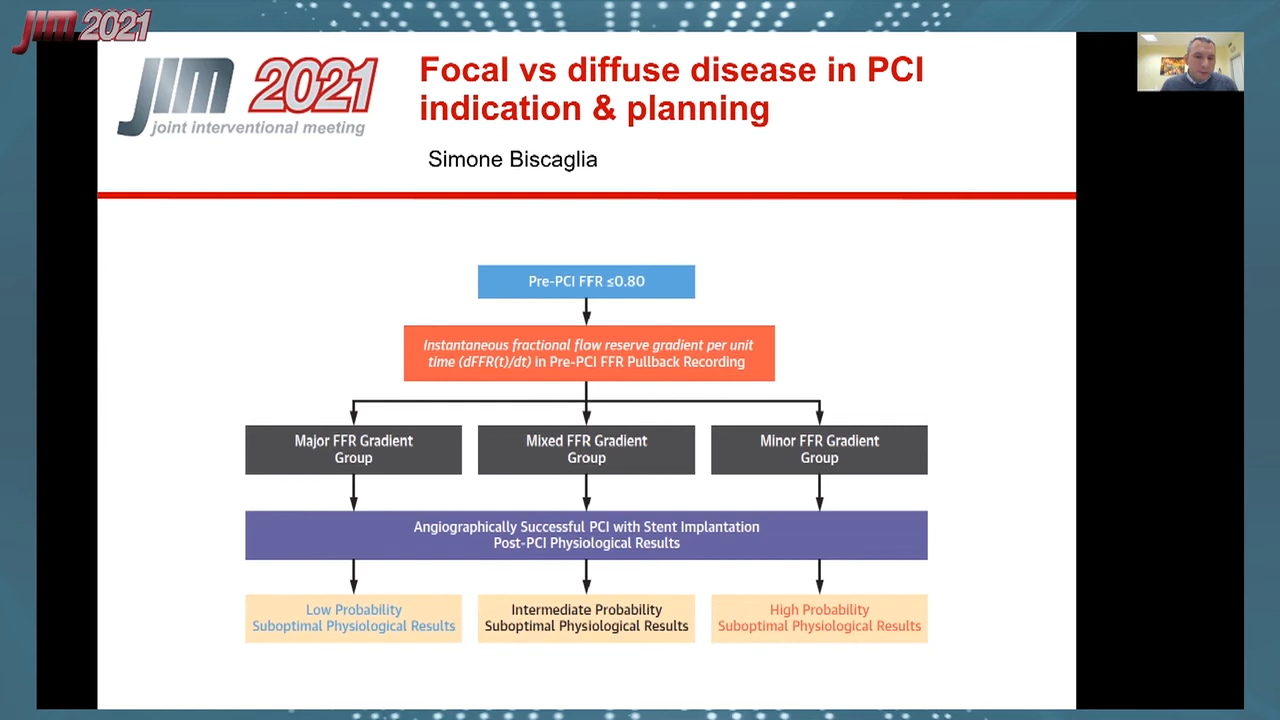 JIM 2021
JIM 2021
joint interventional meeting
Focal vs diffuse disease in PCI
indication & planning
Simone Biscaglia
Pre-PCI FFR ≤0.80
Instantaneous fractional flow reserve gradient per unit
time (dFFR(t)/dt) in Pre-PCI FFR Pullback Recording
Major FFR Gradient
Group
Mixed FFR Gradient
Group
Minor FFR Gradient
Group
Angiographically Successful PCI with Stent Implantation
Post-PCI Physiological Results
Low Probability
Suboptimal Physiological Results
Intermediate Probability
Suboptimal Physiological Results
High Probability
Suboptimal Physiological Results